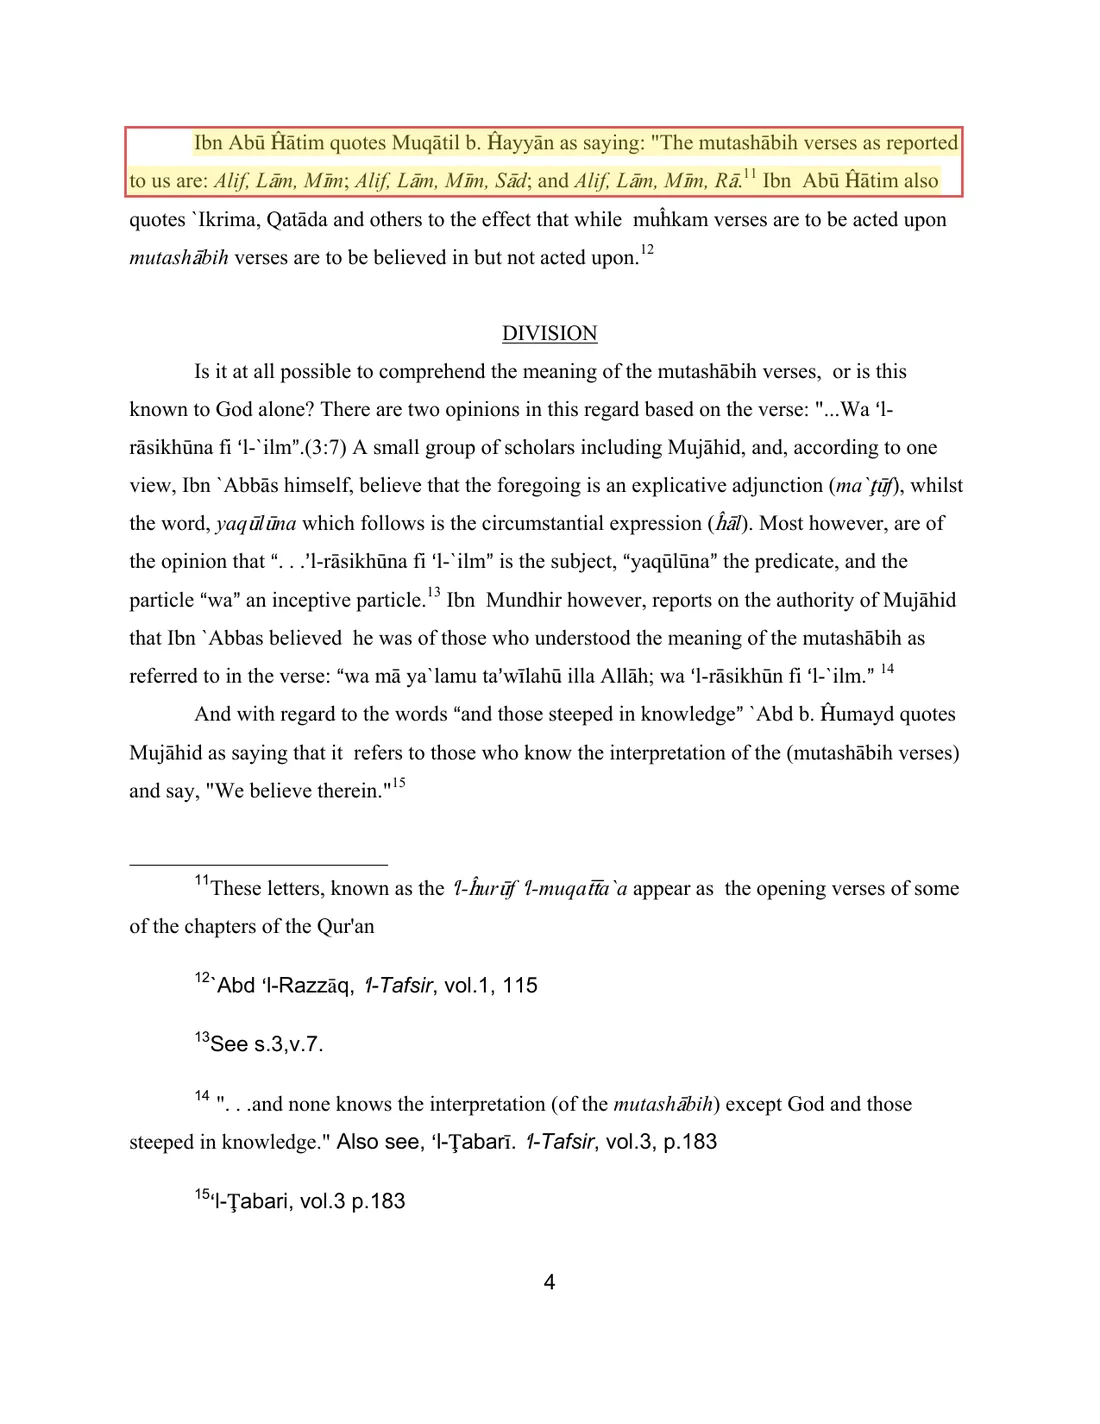 Ibn Abū Ĥātim quotes Muqātil b. Ĥayyān as saying: "The mutashābih verses as reported
to us are: Alif, Lām, Mīm; Alif, Lām, Mīm, Sād; and Alif, Lām, Mīm, Rā.11 Ibn Abū Ĥātim also
quotes `Ikrima, Qatāda and others to the effect that while muĥkam verses are to be acted upon
mutashābih verses are to be believed in but not acted upon.12
DIVISION
Is it at all possible to comprehend the meaning of the mutashābih verses, or is this
known to God alone? There are two opinions in this regard based on the verse: "...Wa ‘l-
rāsikhūna fi ‘l-`ilm”.(3:7) A small group of scholars including Mujāhid, and, according to one
view, Ibn `Abbās himself, believe that the foregoing is an explicative adjunction (ma`ţūf), whilst
the word, yaqūlūna which follows is the circumstantial expression (ĥāl). Most however, are of
the opinion that “. . .’l-rāsikhūna fi ‘l-`ilm” is the subject, “yaqūlūna” the predicate, and the
particle “wa” an inceptive particle.13 Ibn Mundhir however, reports on the authority of Mujāhid
that Ibn `Abbas believed he was of those who understood the meaning of the mutashābih as
referred to in the verse: “wa mā ya`lamu ta’wīlahū illa Allāh; wa ‘l-rāsikhūn fi ‘l-`ilm.” 14
And with regard to the words “and those steeped in knowledge” `Abd b. Ĥumayd quotes
Mujāhid as saying that it refers to those who know the interpretation of the (mutashābih verses)
and say, "We believe therein."15
11These letters, known as the ‘l-ĥurūf ‘l-muqaŧŧa`a appear as the opening verses of some
of the chapters of the Qur'an
12`Abd ‘l-Razzāq, ‘l-Tafsir, vol.1, 115
13See s.3,v.7.
14 ". . .and none knows the interpretation (of the mutashābih) except God and those
steeped in knowledge." Also see, ‘l-Ţabarī. ‘l-Tafsir, vol.3, p.183
15‘l-Ţabari, vol.3 p.183
4